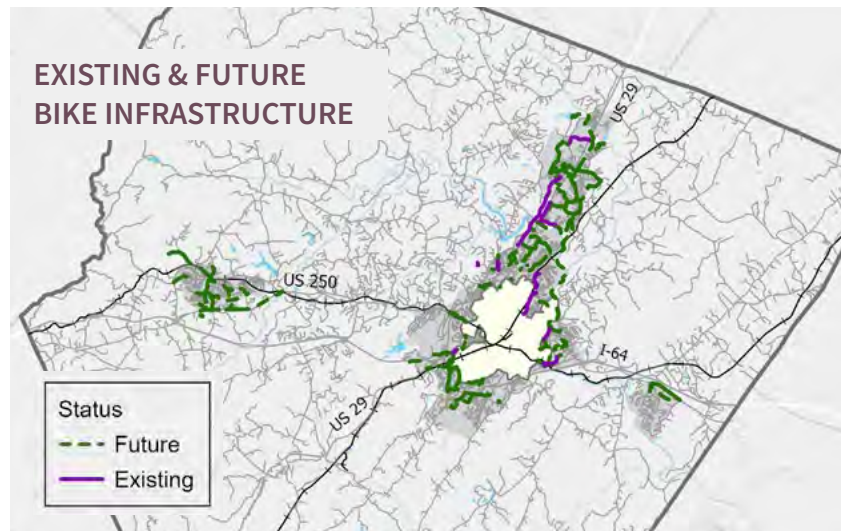 EXISTING & FUTURE
BIKE INFRASTRUCTURE
US 29
US 250
I-64
US 29
Status
Future
Existing